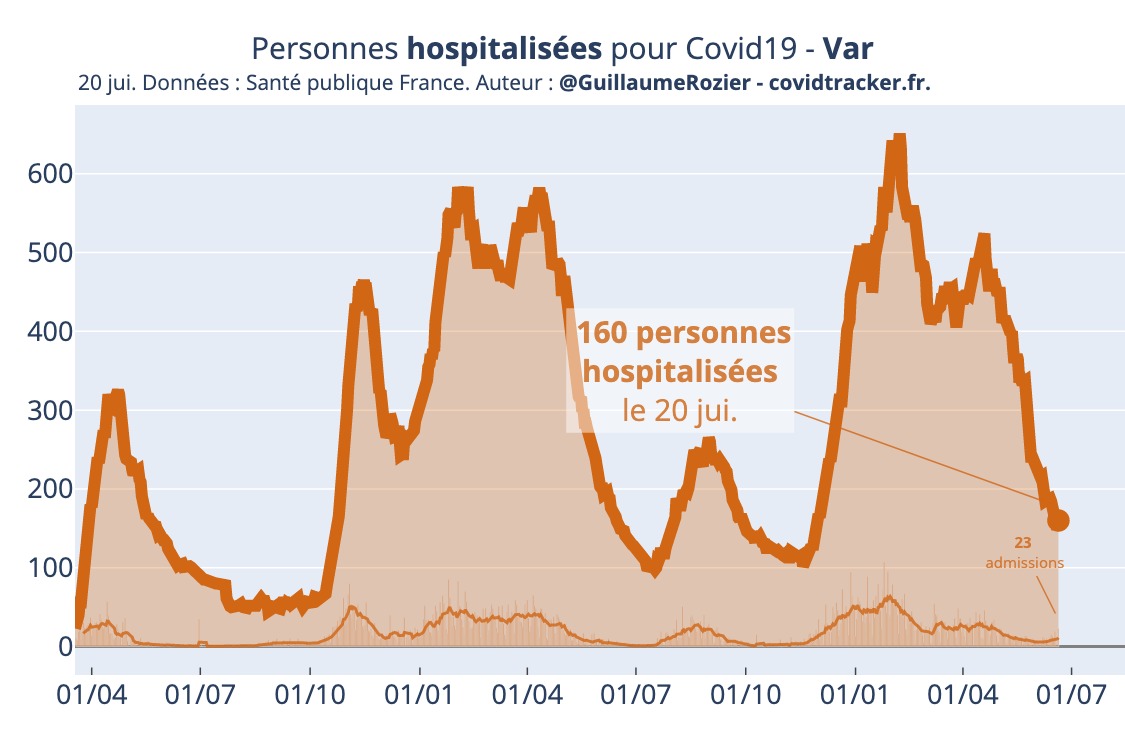 Personnes hospitalisées pour Covid19 - Var
20 jui. Données : Santé publique France. Auteur : @GuillaumeRozier - covidtracker.fr.
600
500
400
300
200
100
0
160 personnes
hospitalisées
le 20 jui.
23
admissions
01/04 01/07 01/10 01/01 01/04 01/07 01/10 01/01 01/04 01/07